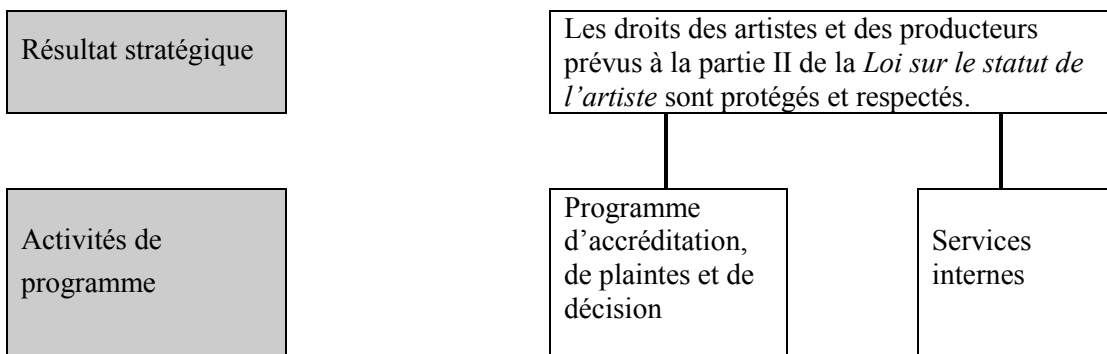 Résultat stratégique
Les droits des artistes et des producteurs
prévus à la partie II de la Loi sur le statut de
l’artiste sont protégés et respectés.
Activités de
programme
Programme
d’accréditation,
de plaintes et de
décision
Services
internes